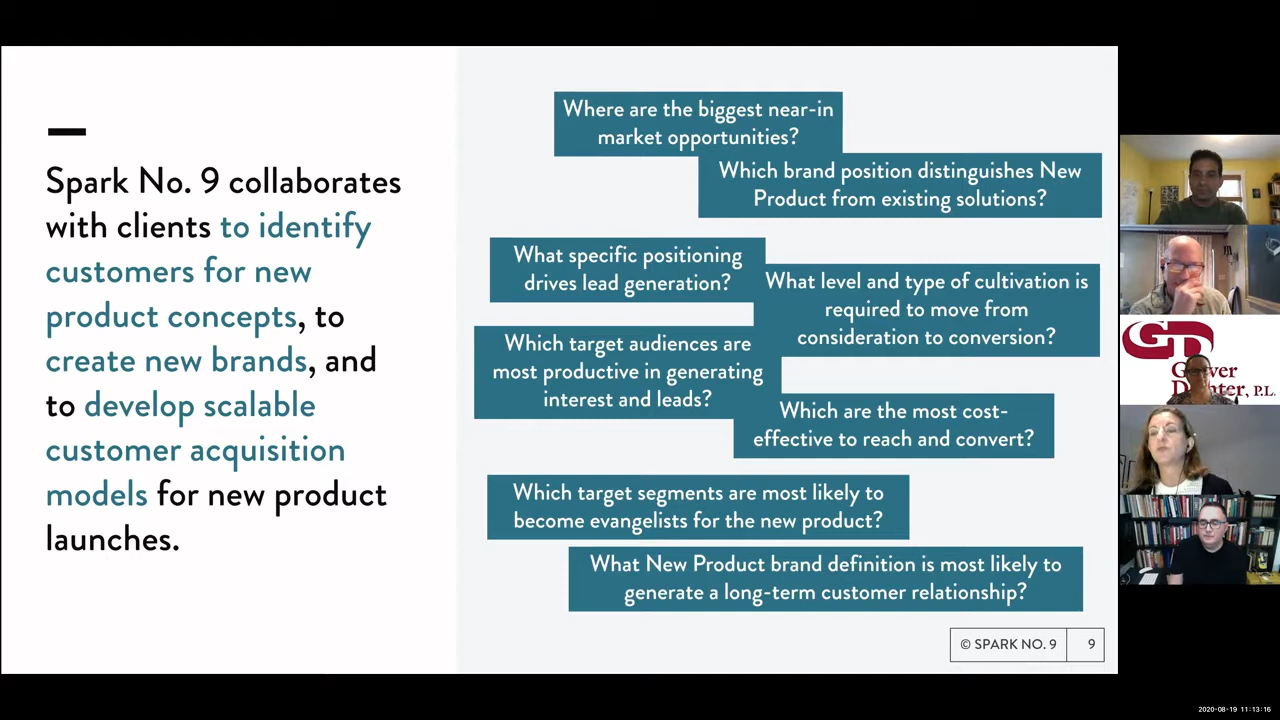 Spark No. 9 collaborates
with clients to identify
customers for new
product concepts, to
create new brands, and
to develop scalable
customer acquisition
models for new product
launches.
Where are the biggest near-in
market opportunities?
Which brand position distinguishes New
Product from existing solutions?
What specific positioning
drives lead generation?
What level and type of cultivation is
required to move from
consideration to conversion?
Which target audiences are
most productive in generating
interest and leads?
Which are the most cost-
effective to reach and convert?
Which target segments are most likely to
become evangelists for the new product?
What New Product brand definition is most likely to
generate a long-term customer relationship?
© SPARK NO. 9
9
GD
P.L.
2020-08-19 11:13:16